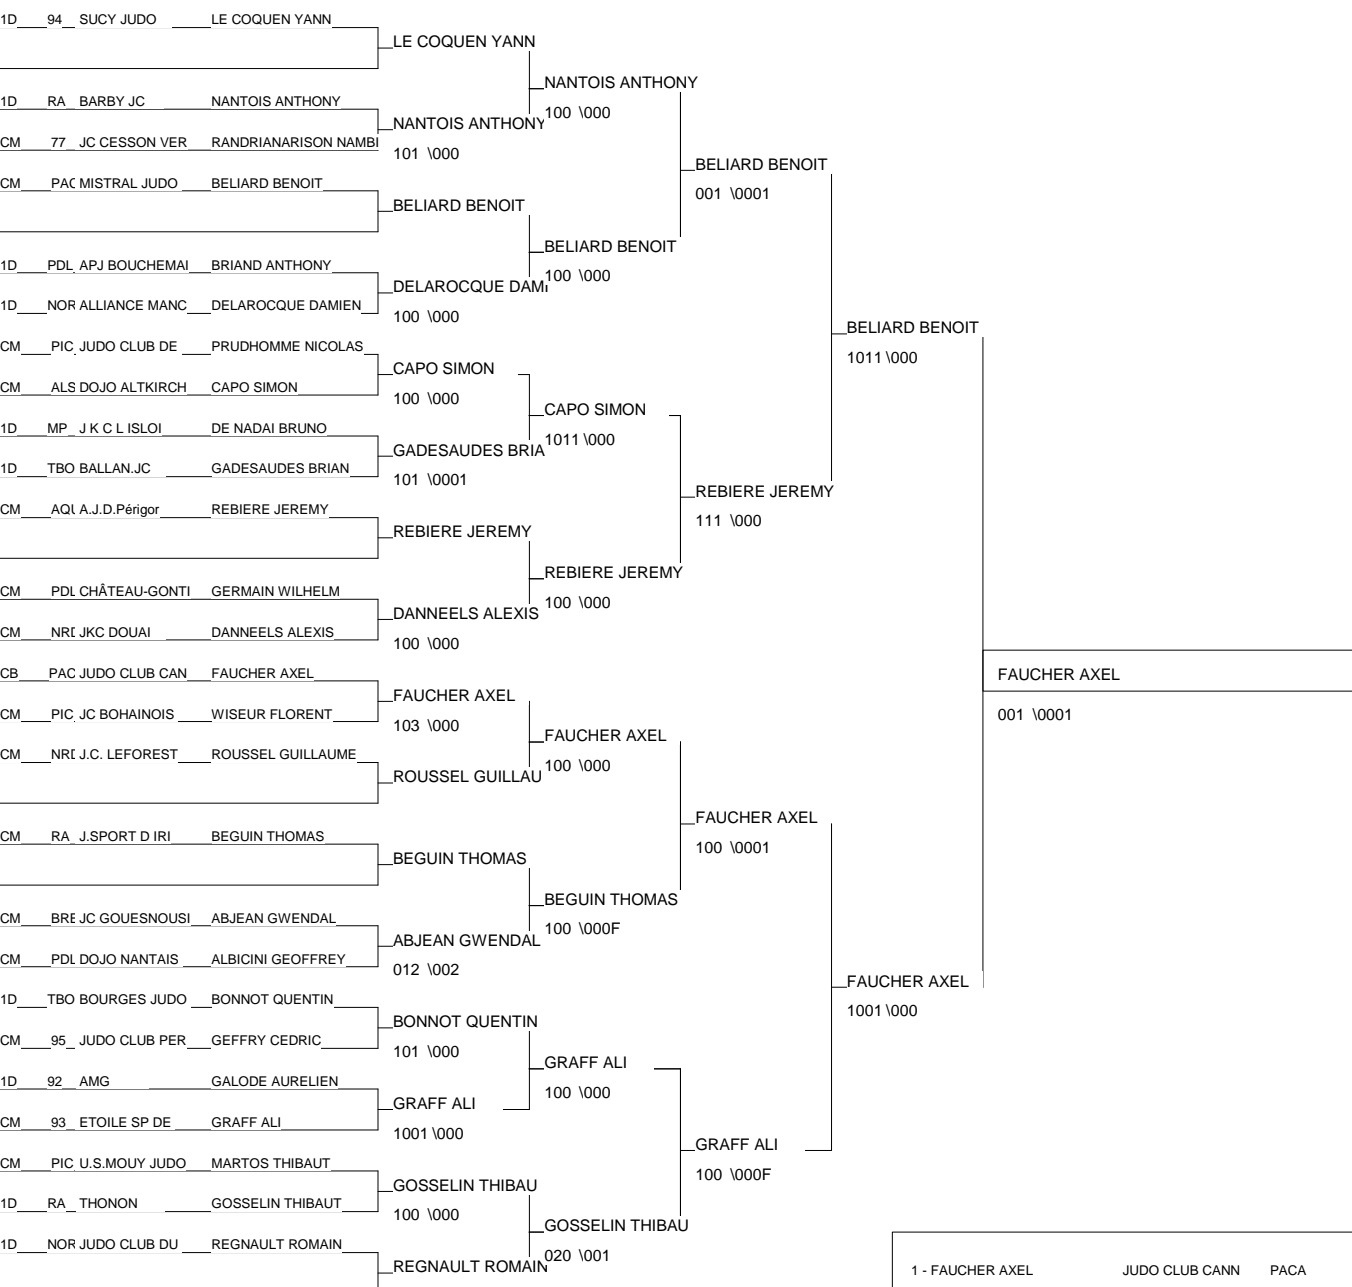 1D 94 SUCY JUDO LE COQUEN YANN
LE COQUEN YANN
NANTOIS ANTHONY
1D RA BARBY JC NANTOIS ANTHONY
100 \000
NANTOIS ANTHONY
CM 77 JC CESSON VER RANDRIANARISON NAMBI
101 \000
BELIARD BENOIT
CM PAC MISTRAL JUDO BELIARD BENOIT
001 \0001
BELIARD BENOIT
BELIARD BENOIT
1D PDL APJ BOUCHEMAI BRIAND ANTHONY
100 \000
DELAROCQUE DAMI
1D NOR ALLIANCE MANC DELAROCQUE DAMIEN
100 \000
BELIARD BENOIT
CM PIC JUDO CLUB DE PRUDHOMME NICOLAS
1011 \000
CAPO SIMON
CM ALS DOJO ALTKIRCH CAPO SIMON
100 \000
CAPO SIMON
1D MP J K C L ISLOI DE NADAI BRUNO
1011 \000
GADESAUDES BRIA
1D TBO BALLAN.JC GADESAUDES BRIAN
101 \0001
REBIERE JEREMY
CM AQU A.J.D.Périgor REBIERE JEREMY
111 \000
REBIERE JEREMY
REBIERE JEREMY
CM PDL CHÂTEAU-GONTI GERMAIN WILHELM
100 \000
DANNEELS ALEXIS
CM NRD JKC DOUAI DANNEELS ALEXIS
100 \000
CB PAC JUDO CLUB CAN FAUCHER AXEL
FAUCHER AXEL
FAUCHER AXEL
CM PIC JC BOHAINOIS WISEUR FLORENT
001 \0001
103 \000
FAUCHER AXEL
CM NRD J.C. LEFOREST ROUSSEL GUILLAUME
100 \000
ROUSSEL GUILLAU
FAUCHER AXEL
CM RA J.SPORT D IRI BEGUIN THOMAS
100 \0001
BEGUIN THOMAS
BEGUIN THOMAS
CM BRE JC GOUESNOUSI ABJEAN GWENDAL
100 \000F
ABJEAN GWENDAL
CM PDL DOJO NANTAIS ALBICINI GEOFFREY
012 \002
FAUCHER AXEL
1D TBO BOURGES JUDO BONNOT QUENTIN
1001 \000
BONNOT QUENTIN
CM 95 JUDO CLUB PER GEFFRY CEDRIC
101 \000
GRAFF ALI
1D 92 AMG GALODE AURELIEN
100 \000
GRAFF ALI
CM 93 ETOILE SP DE GRAFF ALI
1001 \000
GRAFF ALI
CM PIC U.S.MOUY JUDO MARTOS THIBAUT
100 \000F
GOSSELIN THIBAU
1D RA THONON GOSSELIN THIBAUT
100 \000
GOSSELIN THIBAU
1D NOR JUDO CLUB DU REGNAULT ROMAIN
020 \001
REGNAULT ROMAIN
1 - FAUCHER AXEL JUDO CLUB CANN PACA